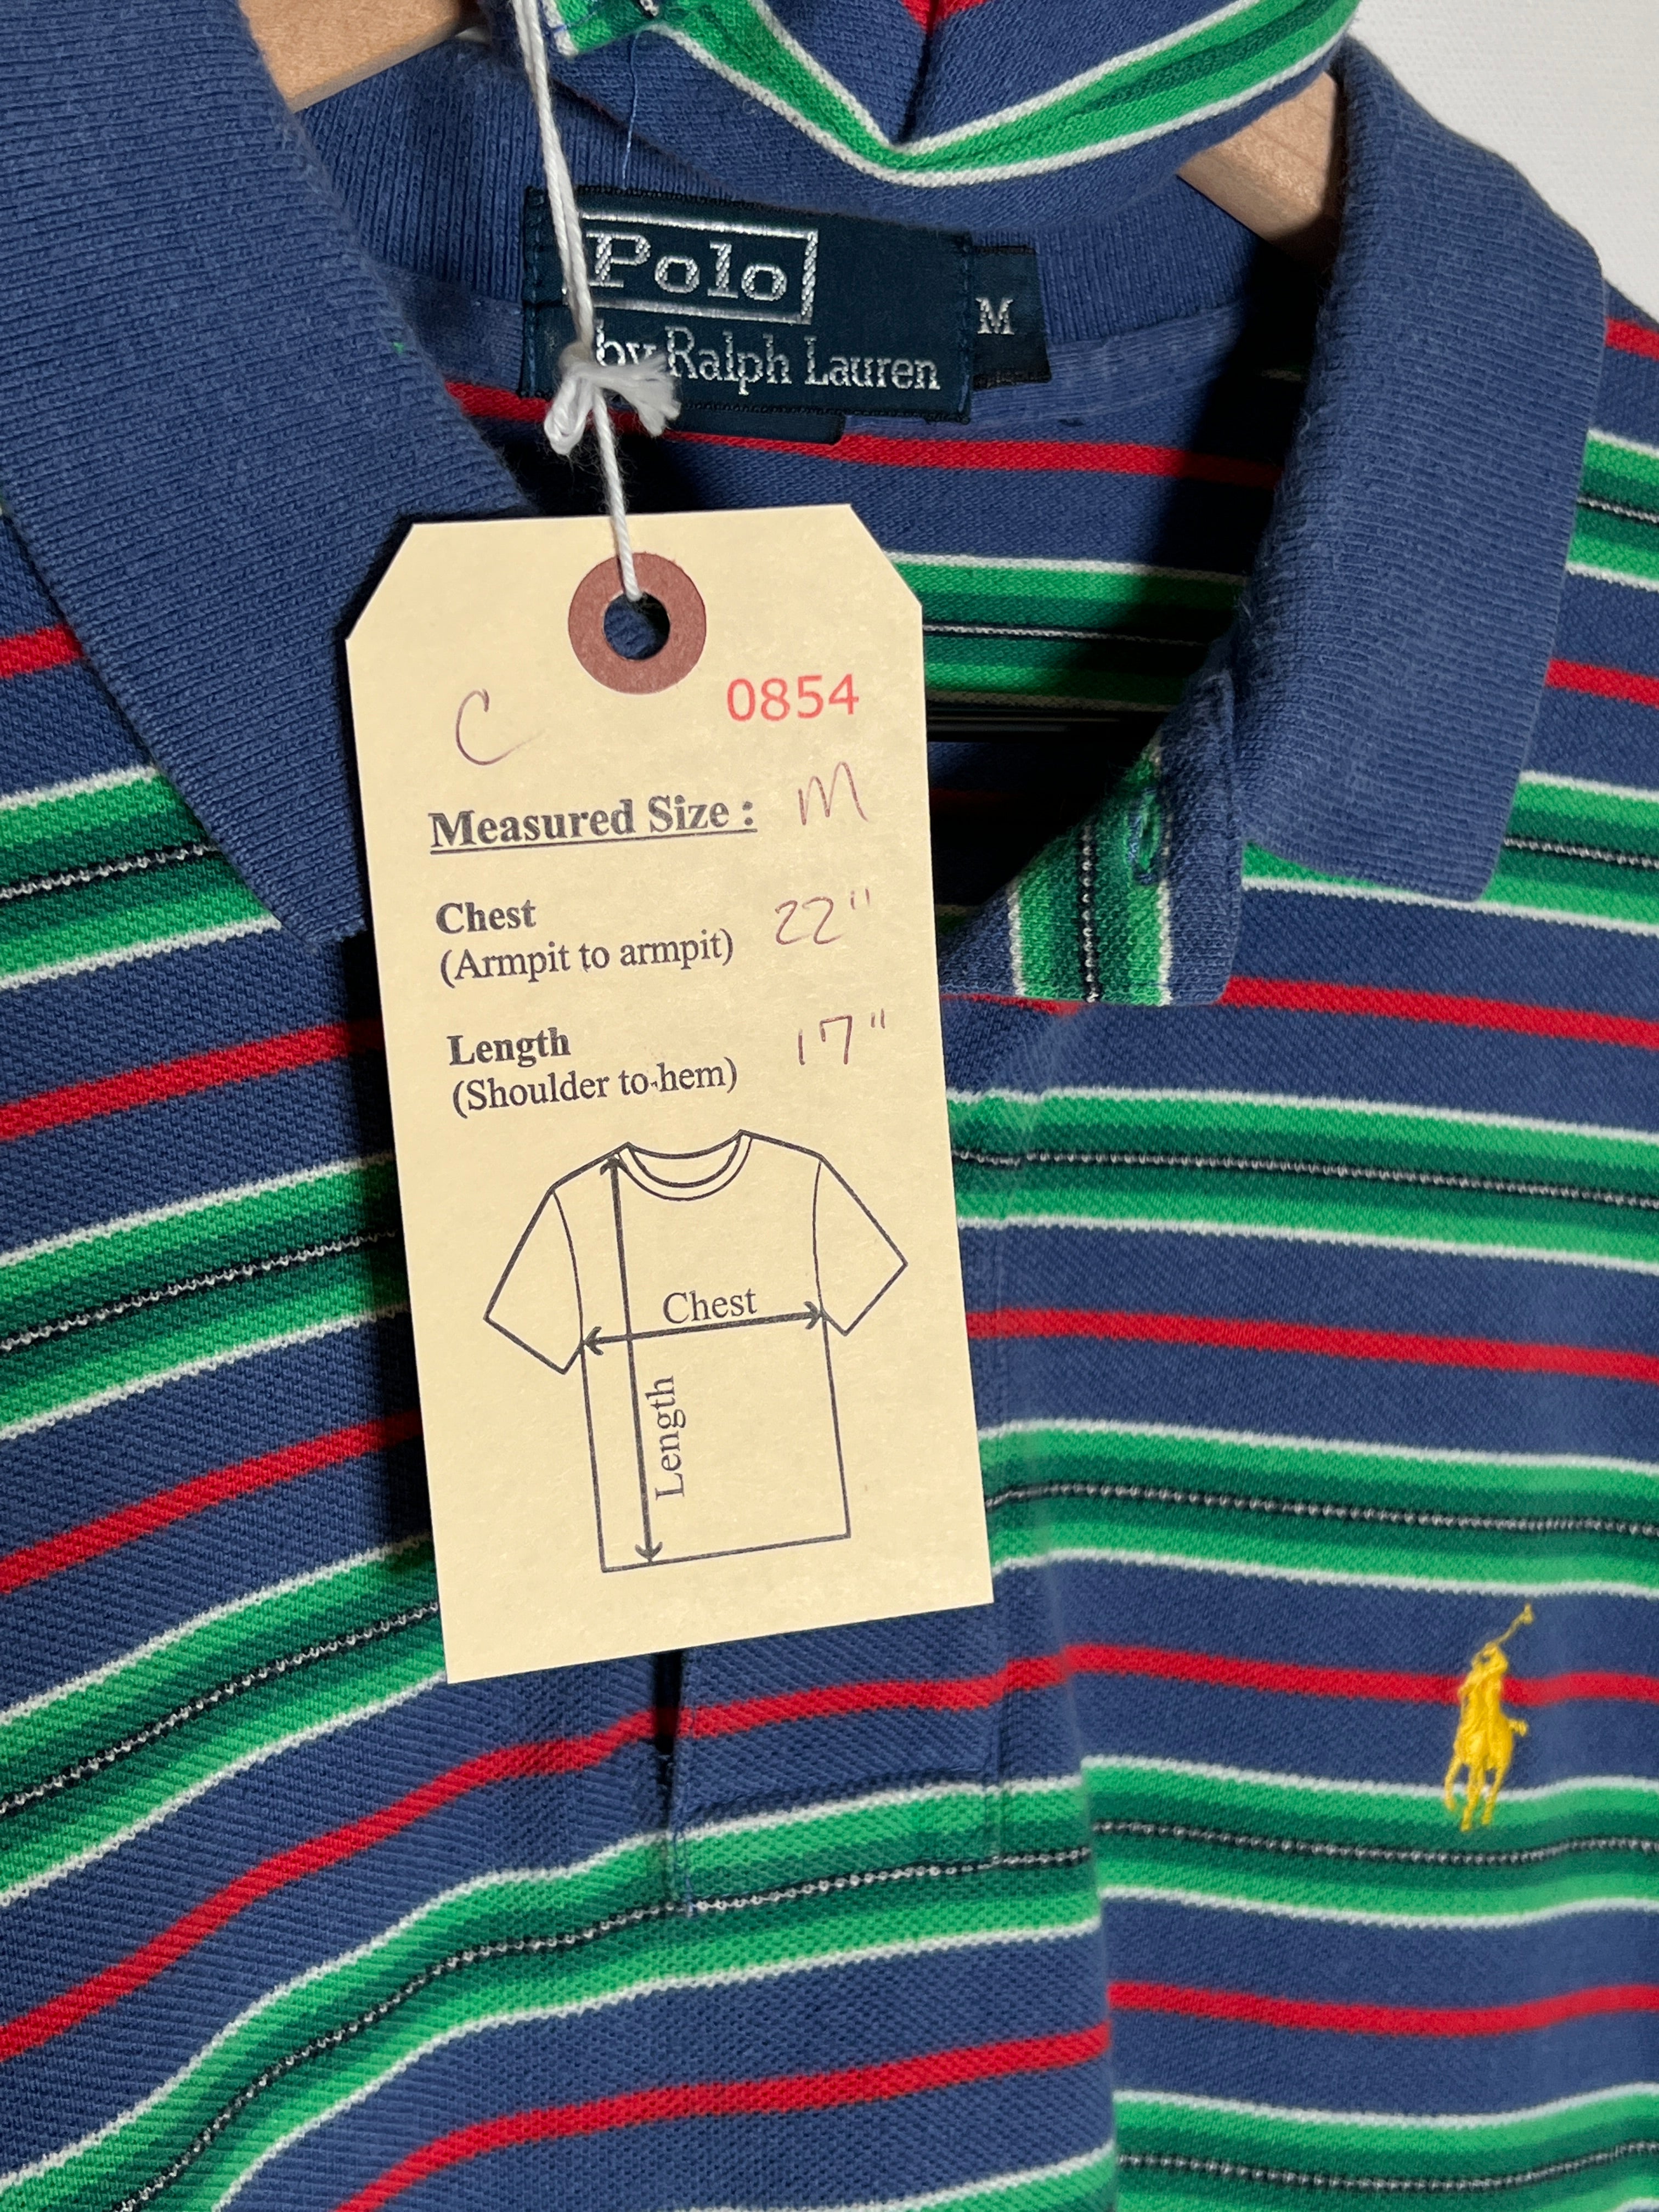 Polo
by Ralph Lauren
M
C
0854
Measured Size : M
Chest
(Armpit to armpit) 22"
Length
(Shoulder to hem) 17"
Chest
Length